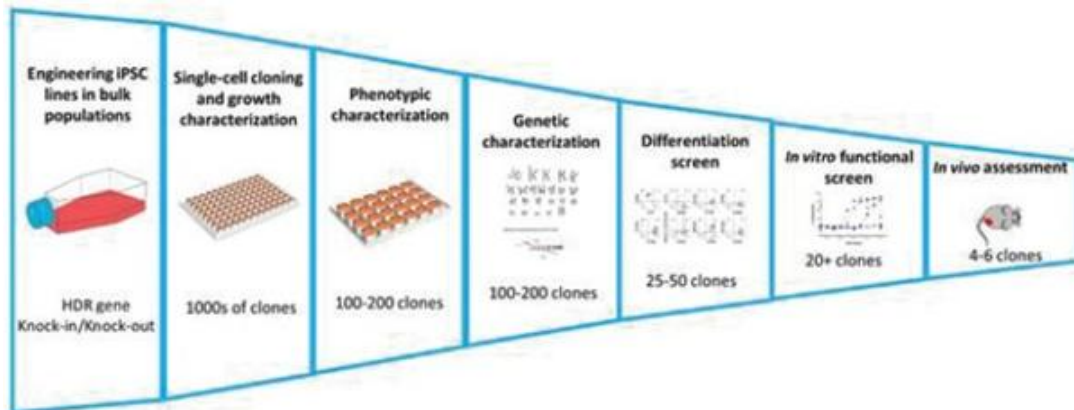 Engineering iPSC
lines in bulk
populations
HDR gene
Knock-in/Knock-out
Single-cell cloning
and growth
characterization
1000s of clones
Phenotypic
characterization
100-200 clones
Genetic
characterization
100-200 clones
Differentiation
screen
25-50 clones
In vitro functional
screen
20+ clones
In vivo assessment
4-6 clones